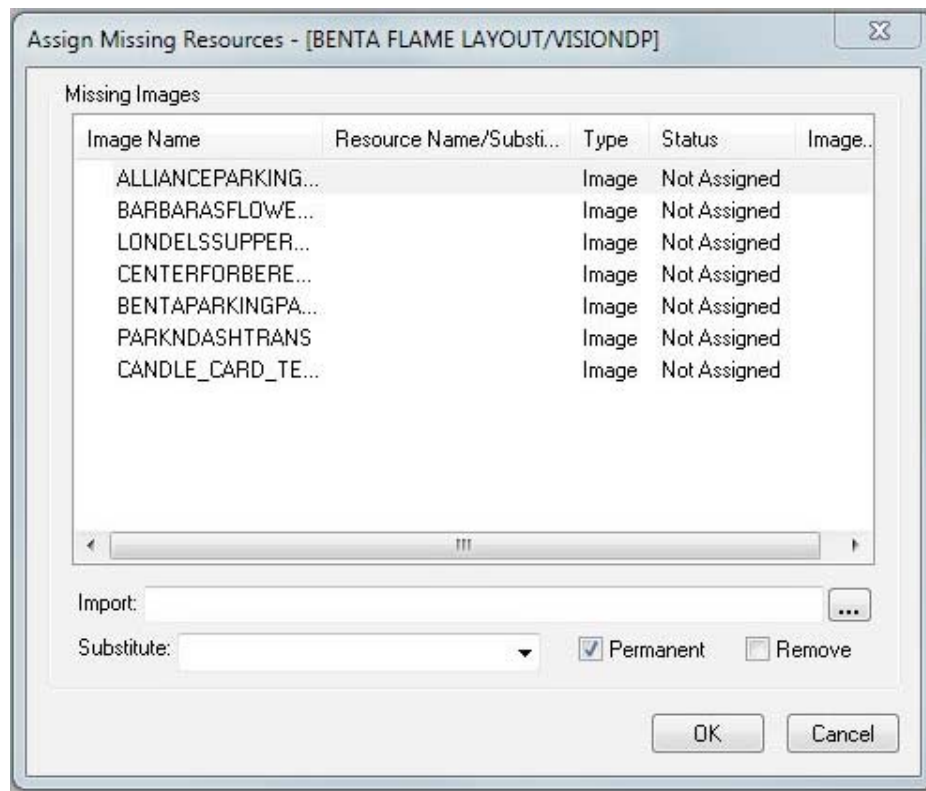 Assign Missing Resources - [BENTA FLAME LAYOUT/VISIONDP]
Missing Images
Image Name Resource Name/Substi... Type Status Image..
ALLIANCEPARKING... Image Not Assigned
BARBARASFLOWE... Image Not Assigned
LONDELSSUPPER... Image Not Assigned
CENTERFORBERE... Image Not Assigned
BENTAPARKINGPA... Image Not Assigned
PARKNDASHTRANS Image Not Assigned
CANDLE_CARD_TE... Image Not Assigned
Import: ...
Substitute: Permanent Remove
OK Cancel